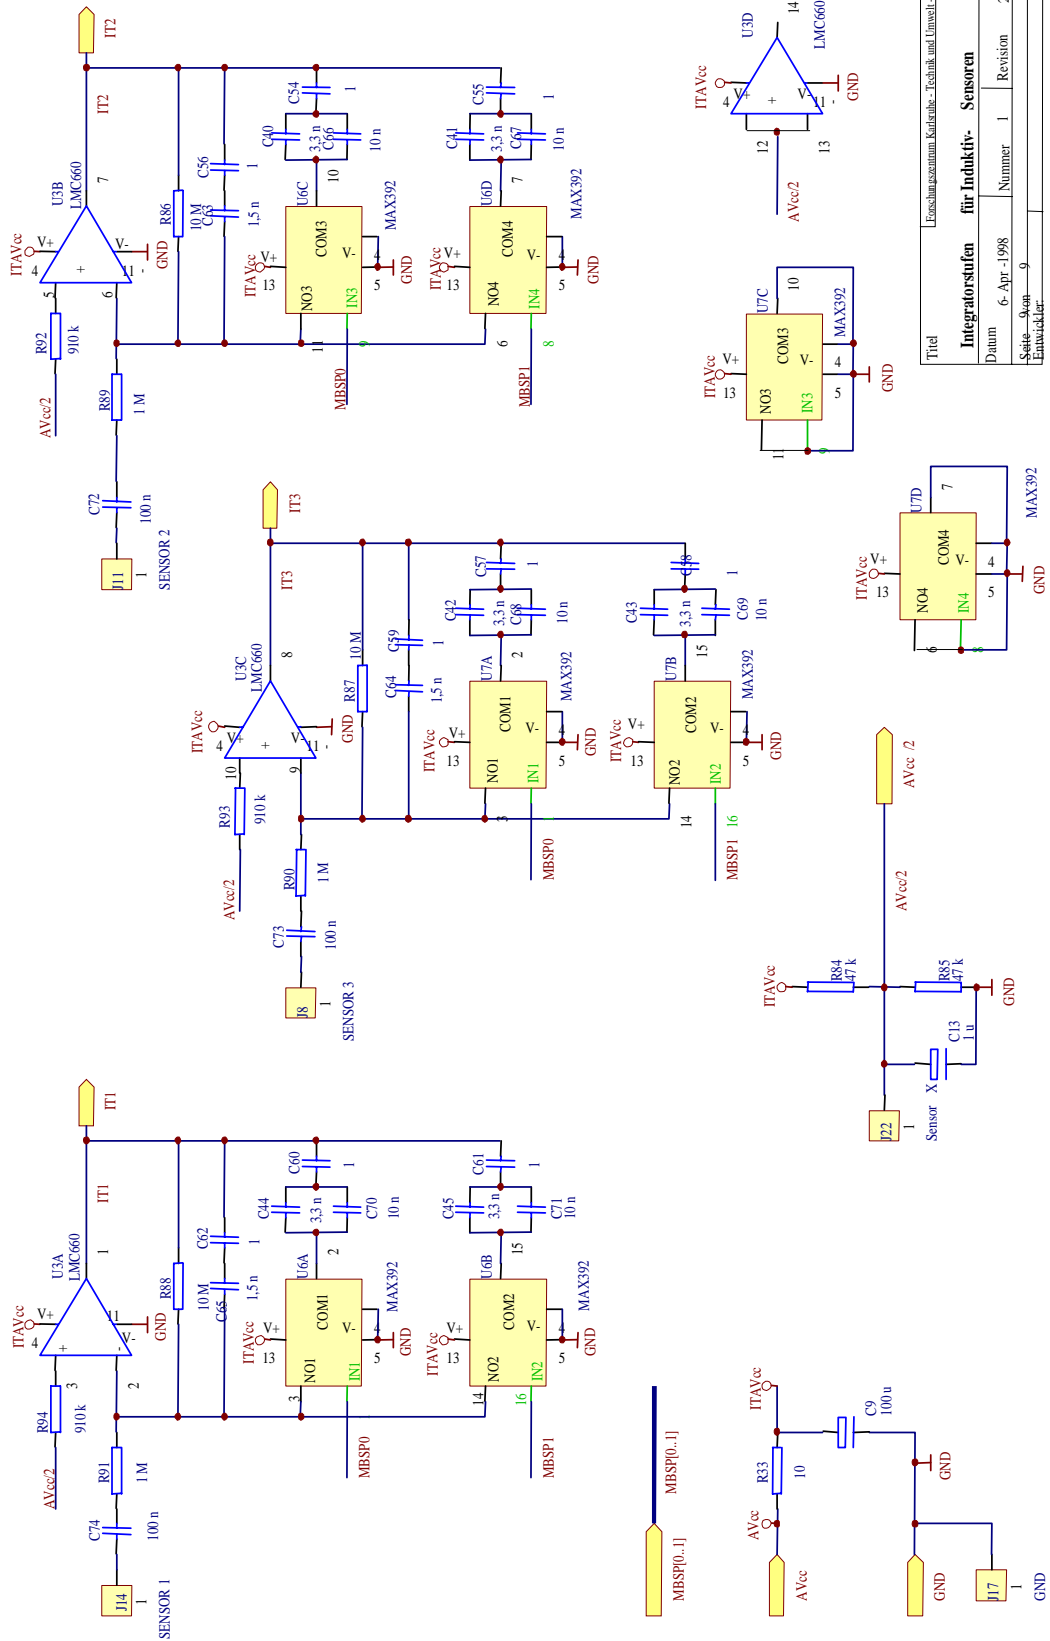 SENSOR 1
J14
1
C74
100 n
R91
1 M
AVcc/2
R94
910 k
3
2
ITAVcc
4
V+
+
-
V-
11
GND
U3A
LMC660
1
IT1
IT1
R88
10 M
C65
1,5 n
C62
1
MBSP0
3
NO1
IN1
ITAVcc
13
V+
COM1
V-
4
5
GND
U6A
MAX392
2
C44
3,3 n
C70
10 n
C60
1
MBSP1
14
16
NO2
IN2
ITAVcc
13
V+
COM2
V-
4
5
GND
U6B
MAX392
15
C45
3,3 n
C71
10 n
C61
1
SENSOR 3
J8
1
C73
100 n
R90
1 M
AVcc/2
R93
910 k
10
9
ITAVcc
4
V+
+
V-
11
-
GND
U3C
LMC660
8
IT3
IT3
R87
10 M
C64
1,5 n
C59
1
MBSP0
3
1
NO1
IN1
ITAVcc
13
V+
COM1
V-
4
5
GND
U7A
MAX392
2
C42
3,3 n
C68
10 n
C57
1
MBSP1
14
16
NO2
IN2
ITAVcc
13
V+
COM2
V-
4
5
GND
U7B
MAX392
15
C43
3,3 n
C69
10 n
C58
1
SENSOR 2
J11
1
C72
100 n
R89
1 M
AVcc/2
R92
910 k
5
6
ITAVcc
4
V+
+
V-
11
-
GND
U3B
LMC660
7
IT2
IT2
R86
10 M
C63
1,5 n
C56
1
MBSP0
11
9
NO3
IN3
ITAVcc
13
V+
COM3
V-
4
5
GND
U6C
MAX392
10
C40
3,3 n
C66
10 n
C54
1
MBSP1
6
8
NO4
IN4
ITAVcc
13
V+
COM4
V-
4
5
GND
U6D
MAX392
7
C41
3,3 n
C67
10 n
C55
1
MBSP[0..1]
MBSP[0..1]
AVcc
AVcc
R33
10
ITAVcc
C9
100 u
GND
GND
J17
1
GND
J22
1
Sensor X
C13
1 u
ITAVcc
R84
47 k
R85
47 k
GND
AVcc/2
AVcc /2
6
8
NO4
IN4
ITAVcc
13
V+
COM4
V-
4
5
GND
U7D
7
MAX392
11
9
NO3
IN3
ITAVcc
13
V+
COM3
V-
4
5
GND
U7C
10
MAX392
AVcc/2
12
13
ITAVcc
4
V+
+
V-
11
-
GND
U3D
LMC660
14
Titel
Forschungszentrum Karlsruhe - Technik und Umwelt -
Integratorstufen für Induktiv- Sensoren
Datum 6- Apr -1998 Nummer 1 Revision
Seite 9 von 9
Entwickler: